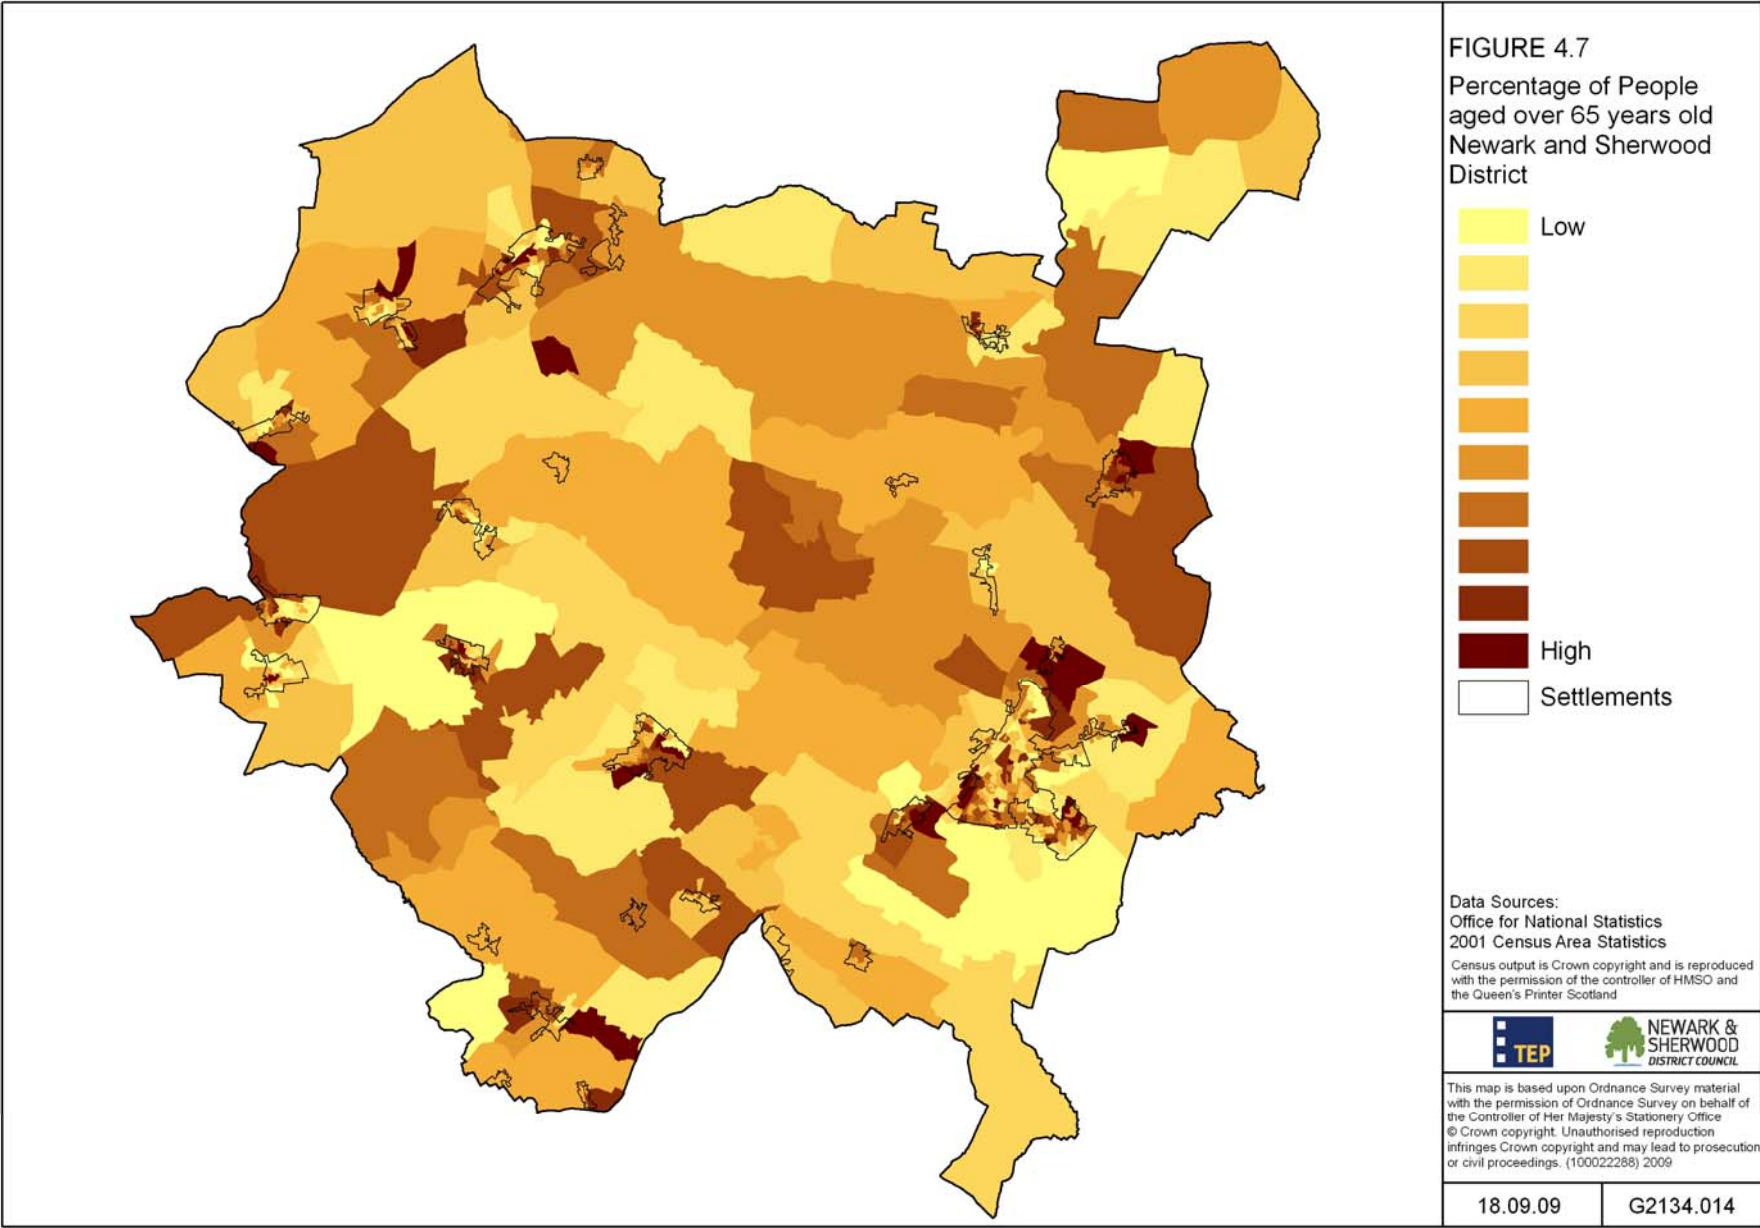 FIGURE 4.7
Percentage of People
aged over 65 years old
Newark and Sherwood
District
Low
High
Settlements
Data Sources:
Office for National Statistics
2001 Census Area Statistics
Census output is Crown copyright and is reproduced
with the permission of the controller of HMSO and
the Queen's Printer Scotland
TEP
NEWARK &
SHERWOOD
DISTRICT COUNCIL
This map is based upon Ordnance Survey material
with the permission of Ordnance Survey on behalf of
the Controller of Her Majesty's Stationery Office
© Crown copyright. Unauthorised reproduction
infringes Crown copyright and may lead to prosecution
or civil proceedings. (100022288) 2009
18.09.09
G2134.014